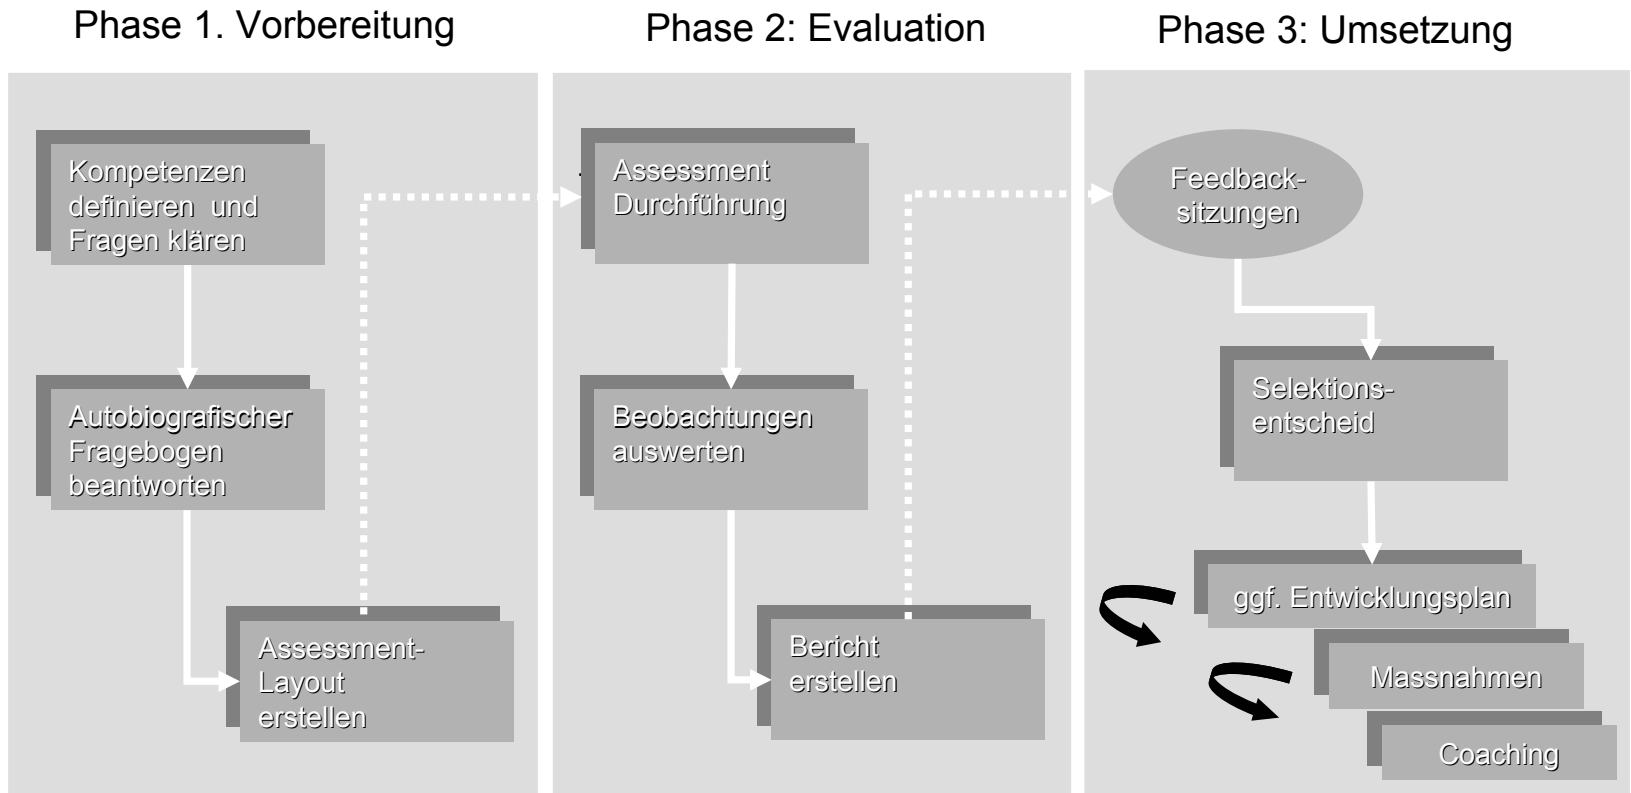 Phase 1. Vorbereitung
Kompetenzen
definieren und
Fragen klären
Autobiografischer
Fragebogen
beantworten
Assessment-
Layout
erstellen
Phase 2: Evaluation
Assessment
Durchführung
Beobachtungen
auswerten
Bericht
erstellen
Phase 3: Umsetzung
Feedback-
sitzungen
Selektions-
entscheid
ggf. Entwicklungsplan
Massnahmen
Coaching